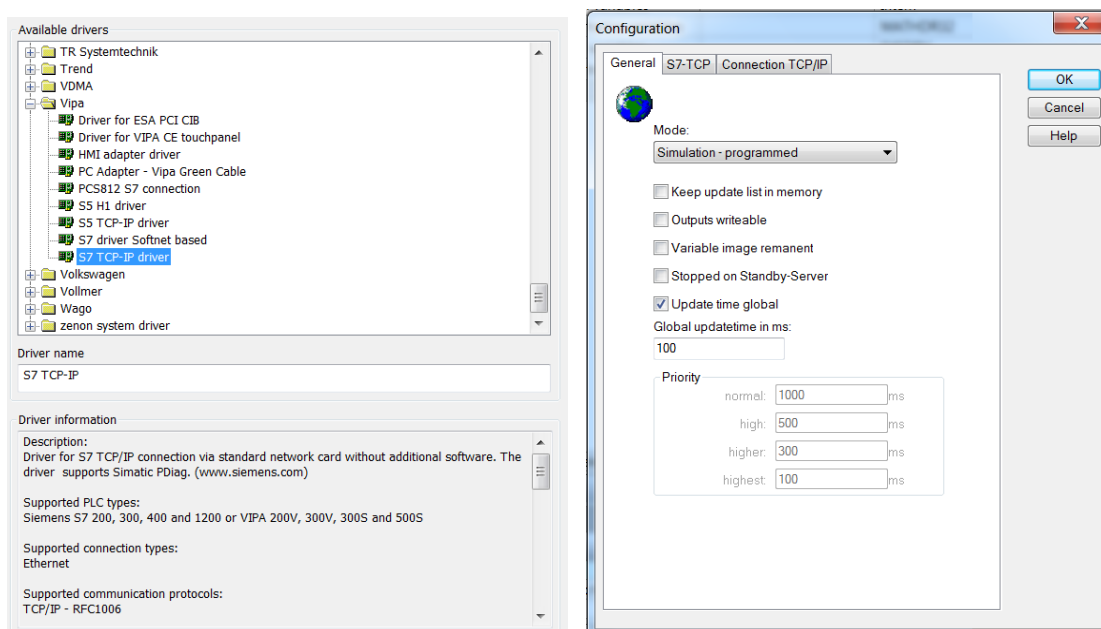 Available drivers
TR Systemtechnik
Trend
VDMA
Vipa
Driver for ESA PCI CIB
Driver for VIPA CE touchpanel
HMI adapter driver
PC Adapter - Vipa Green Cable
PCS812 S7 connection
S5 H1 driver
S5 TCP-IP driver
S7 driver Softnet based
S7 TCP-IP driver
Volkswagen
Vollmer
Wago
zenon system driver
Driver name
S7 TCP-IP
Driver information
Description:
Driver for S7 TCP/IP connection via standard network card without additional software. The
driver supports Simatic PDiag. (www.siemens.com)
Supported PLC types:
Siemens S7 200, 300, 400 and 1200 or VIPA 200V, 300V, 300S and 500S
Supported connection types:
Ethernet
Supported communication protocols:
TCP/IP - RFC1006
Configuration
General S7-TCP Connection TCP/IP
OK
Cancel
Help
Mode:
Simulation - programmed
Keep update list in memory
Outputs writeable
Variable image remanent
Stopped on Standby-Server
Update time global
Global updatetime in ms:
100
Priority
normal: 1000 ms
high: 500 ms
higher: 300 ms
highest: 100 ms